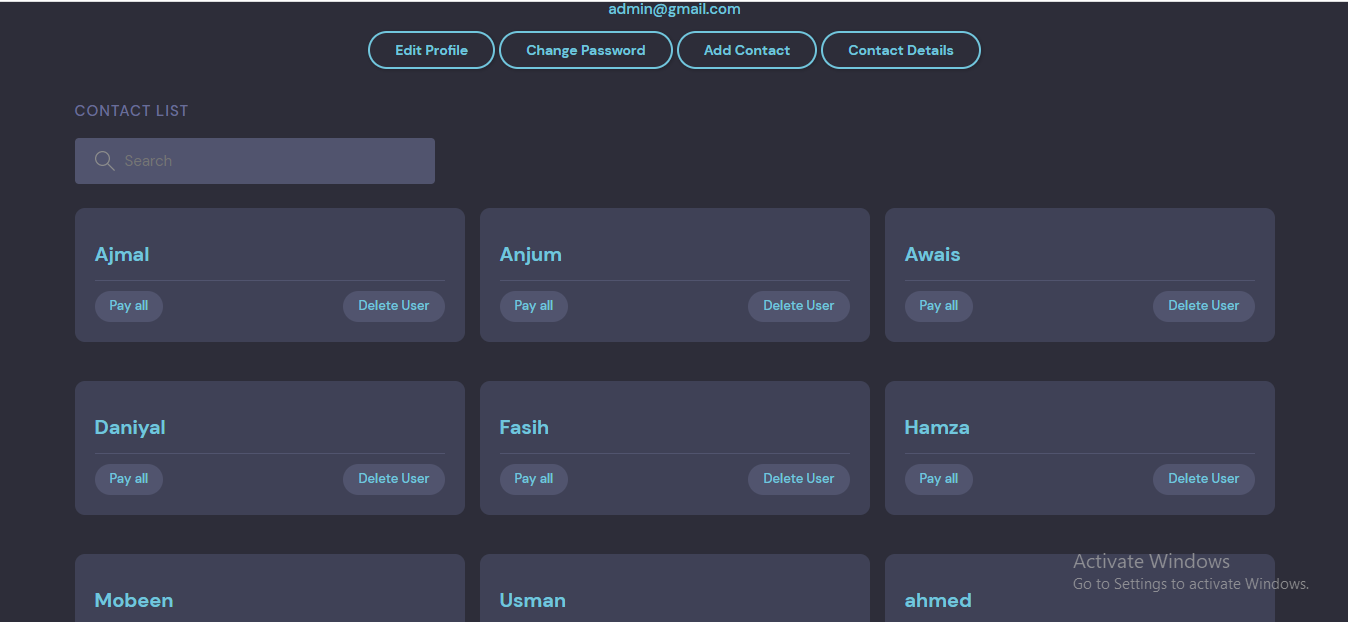 admin@gmail.com
Edit Profile Change Password Add Contact Contact Details
CONTACT LIST
Search
Ajmal Anjum Awais
Pay all Delete User Pay all Delete User Pay all Delete User
Daniyal Fasih Hamza
Pay all Delete User Pay all Delete User Pay all Delete User
Activate Windows
Go to Settings to activate Windows.
Mobeen Usman ahmed